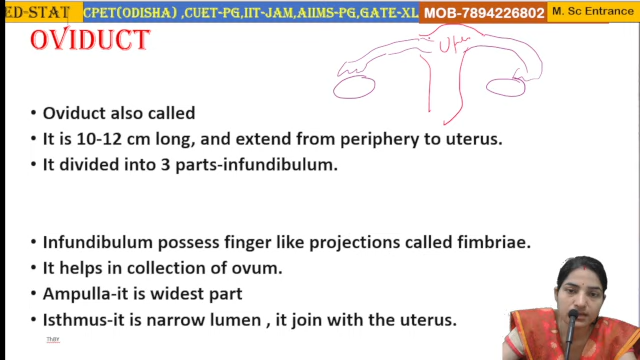 ED-STAT CPET(ODISHA) ,CUET-PG,IIT-JAM,AIIMS-PG,GATE-XL MOB-7894226802 M. Sc Entrance
OVIDUCT
Ute
• Oviduct also called
• It is 10-12 cm long, and extend from periphery to uterus.
• It divided into 3 parts-infundibulum.
• Infundibulum possess finger like projections called fimbriae.
• It helps in collection of ovum.
• Ampulla-it is widest part
• Isthmus-it is narrow lumen , it join with the uterus.